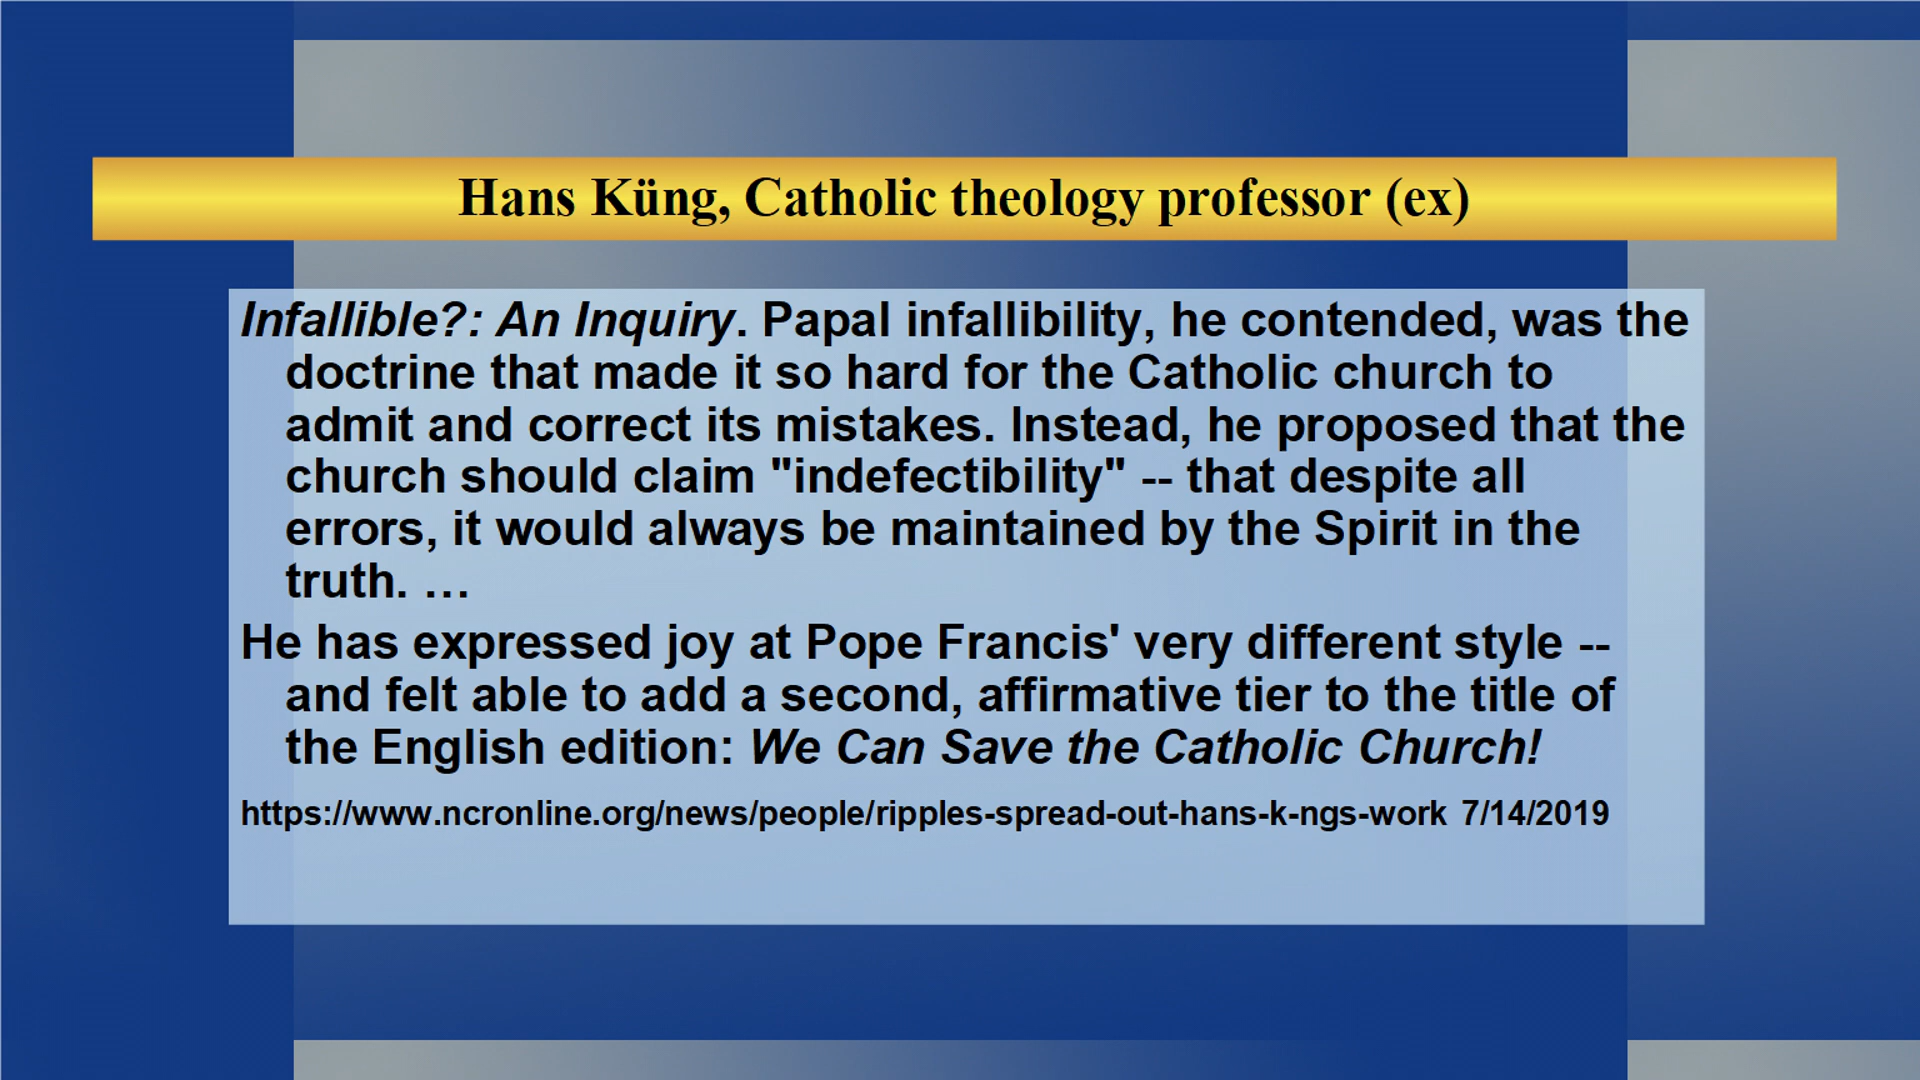 Hans Küng, Catholic theology professor (ex)
Infallible?: An Inquiry. Papal infallibility, he contended, was the
doctrine that made it so hard for the Catholic church to
admit and correct its mistakes. Instead, he proposed that the
church should claim "indefectibility" -- that despite all
errors, it would always be maintained by the Spirit in the
truth. …
He has expressed joy at Pope Francis' very different style --
and felt able to add a second, affirmative tier to the title of
the English edition: We Can Save the Catholic Church!
https://www.ncronline.org/news/people/ripples-spread-out-hans-k-ngs-work 7/14/2019